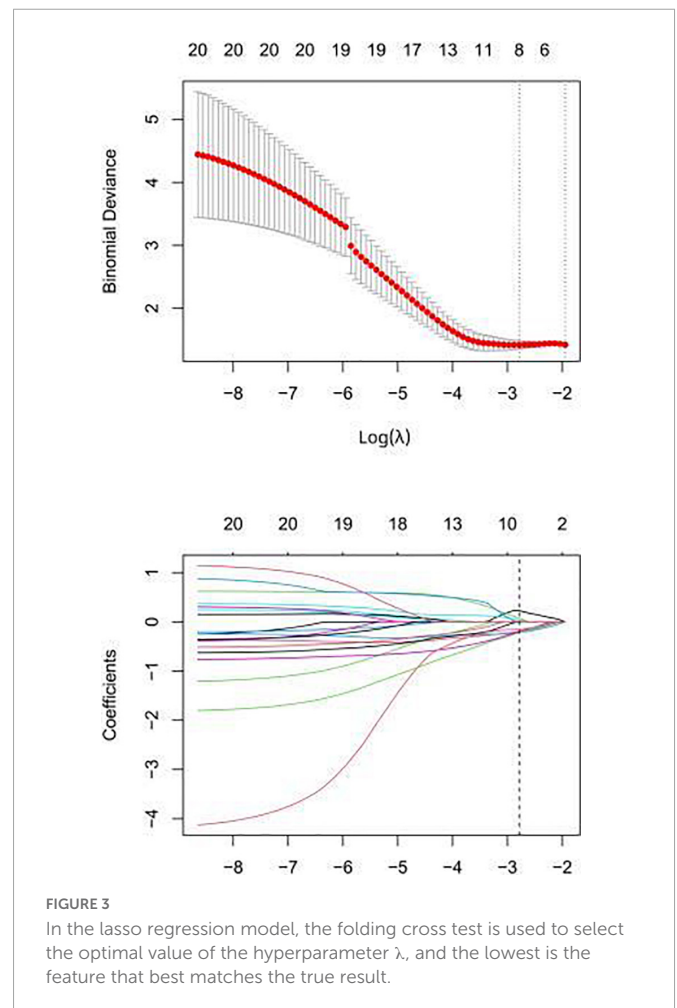 20 20 20 20 19 19 17 13 11 8 6
5
4
3
2
Binomial Deviance
−8 −7 −6 −5 −4 −3 −2
Log(λ)
20 20 19 18 13 10 2
1
0
−1
−2
−3
−4
Coefficients
−8 −7 −6 −5 −4 −3 −2
FIGURE 3
In the lasso regression model, the folding cross test is used to select
the optimal value of the hyperparameter λ, and the lowest is the
feature that best matches the true result.